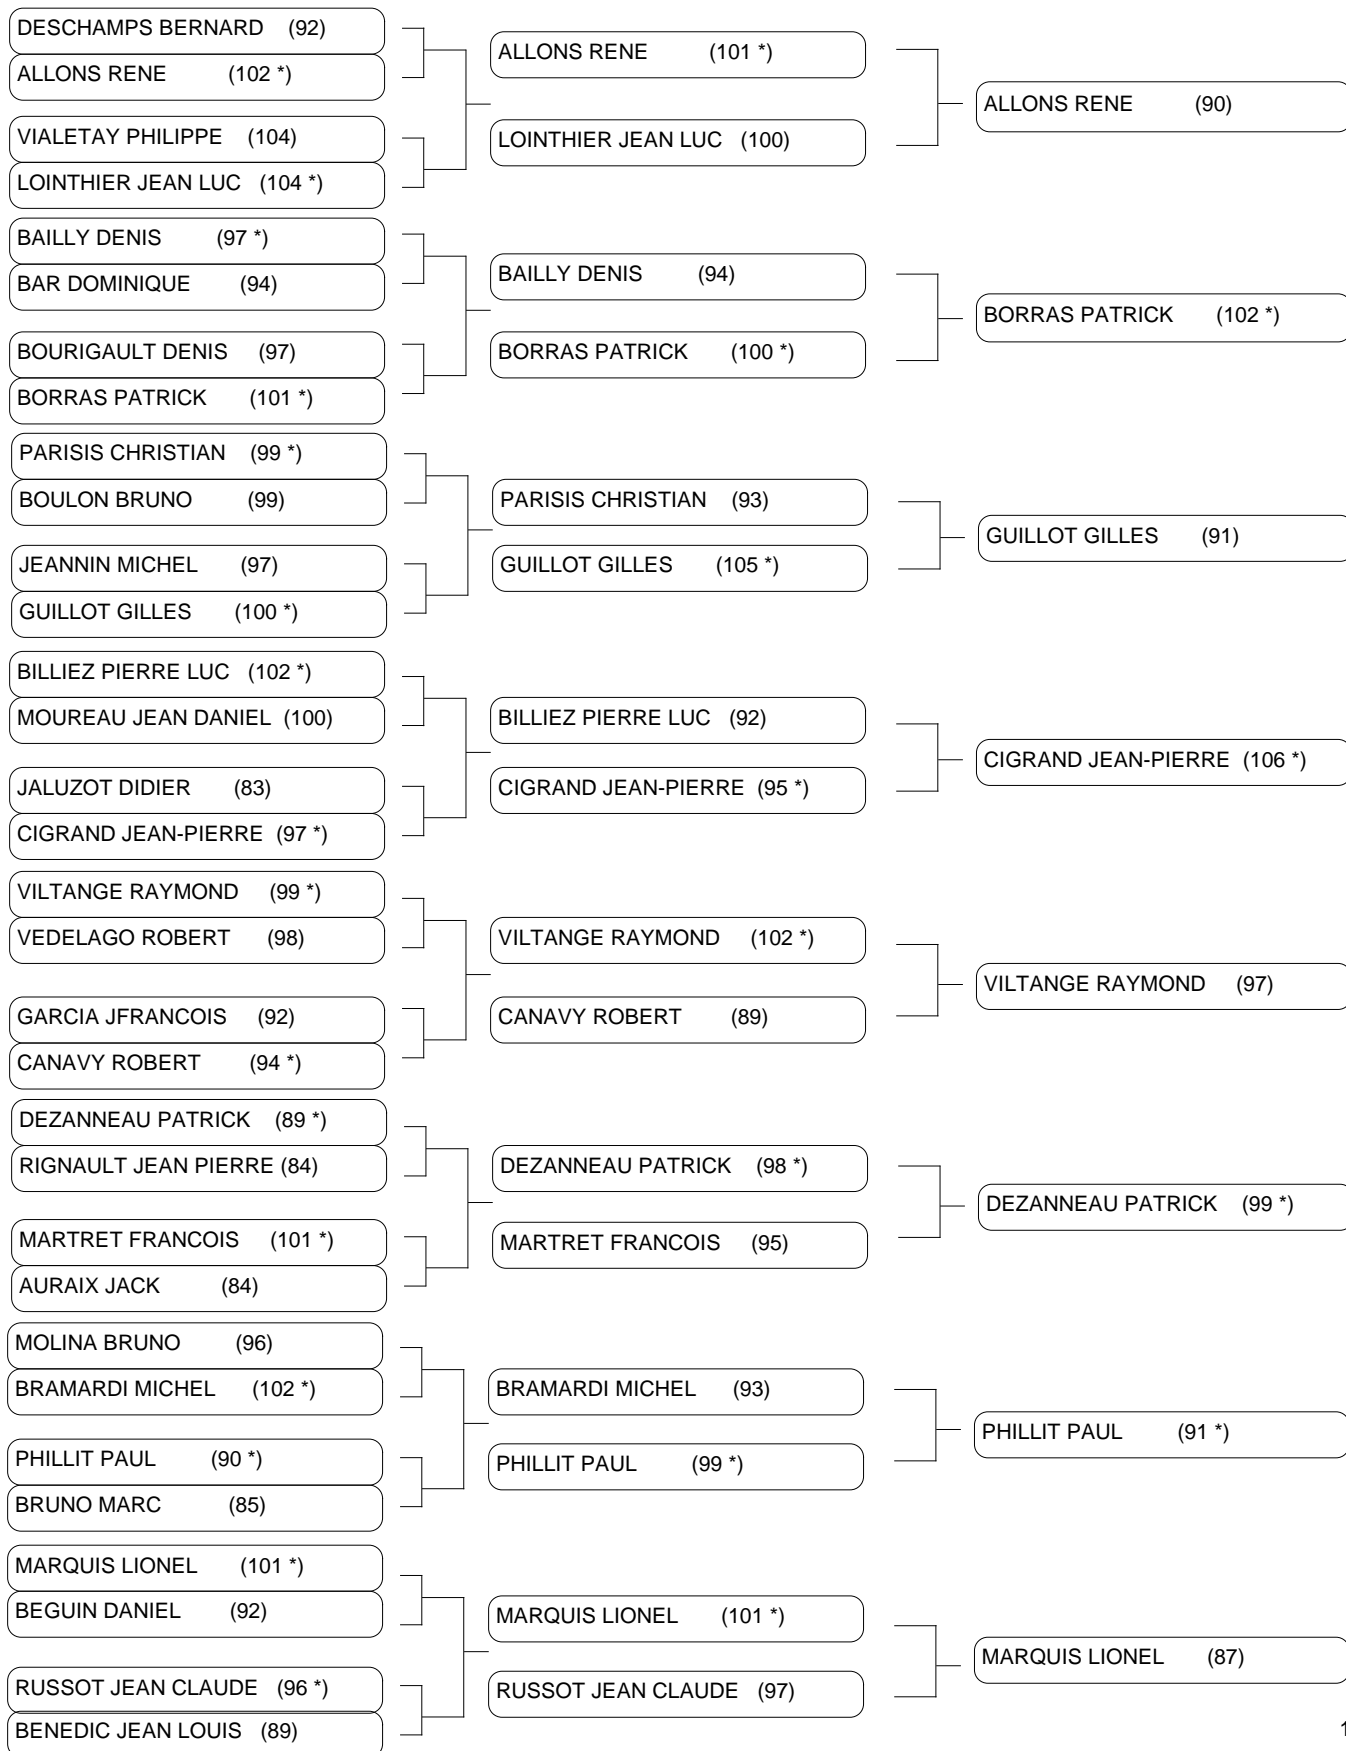 DESCHAMPS BERNARD (92)
ALLONS RENE (102 *)
VIALETAY PHILIPPE (104)
LOINTHIER JEAN LUC (104 *)
BAILLY DENIS (97 *)
BAR DOMINIQUE (94)
BOURIGAULT DENIS (97)
BORRAS PATRICK (101 *)
PARISIS CHRISTIAN (99 *)
BOULON BRUNO (99)
JEANNIN MICHEL (97)
GUILLOT GILLES (100 *)
BILLIEZ PIERRE LUC (102 *)
MOUREAU JEAN DANIEL (100)
JALUZOT DIDIER (83)
CIGRAND JEAN-PIERRE (97 *)
VILTANGE RAYMOND (99 *)
VEDELAGO ROBERT (98)
GARCIA JFRANCOIS (92)
CANAVY ROBERT (94 *)
DEZANNEAU PATRICK (89 *)
RIGNAULT JEAN PIERRE (84)
MARTRET FRANCOIS (101 *)
AURAIX JACK (84)
MOLINA BRUNO (96)
BRAMARDI MICHEL (102 *)
PHILLIT PAUL (90 *)
BRUNO MARC (85)
MARQUIS LIONEL (101 *)
BEGUIN DANIEL (92)
RUSSOT JEAN CLAUDE (96 *)
BENEDIC JEAN LOUIS (89)
ALLONS RENE (101 *)
LOINTHIER JEAN LUC (100)
BAILLY DENIS (94)
BORRAS PATRICK (100 *)
PARISIS CHRISTIAN (93)
GUILLOT GILLES (105 *)
BILLIEZ PIERRE LUC (92)
CIGRAND JEAN-PIERRE (95 *)
VILTANGE RAYMOND (102 *)
CANAVY ROBERT (89)
DEZANNEAU PATRICK (98 *)
MARTRET FRANCOIS (95)
BRAMARDI MICHEL (93)
PHILLIT PAUL (99 *)
MARQUIS LIONEL (101 *)
RUSSOT JEAN CLAUDE (97)
ALLONS RENE (90)
BORRAS PATRICK (102 *)
GUILLOT GILLES (91)
CIGRAND JEAN-PIERRE (106 *)
VILTANGE RAYMOND (97)
DEZANNEAU PATRICK (99 *)
PHILLIT PAUL (91 *)
MARQUIS LIONEL (87)
1